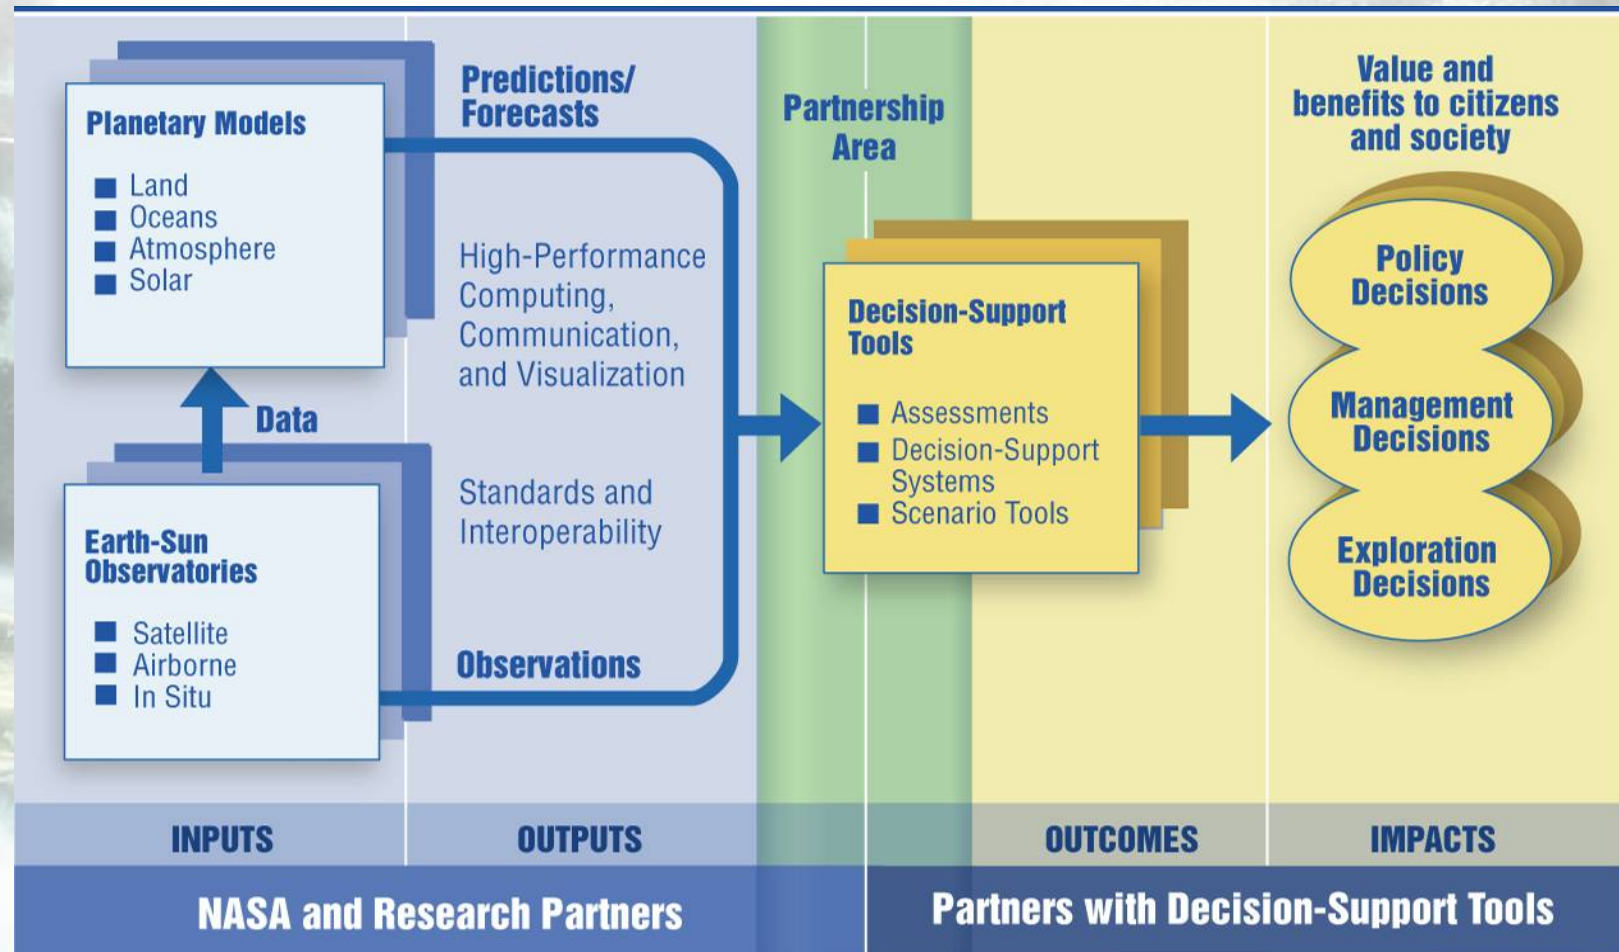 Planetary Models
Land
Oceans
Atmosphere
Solar
Data
Earth-Sun
Observatories
Satellite
Airborne
In Situ
Predictions/
Forecasts
High-Performance
Computing,
Communication,
and Visualization
Standards and
Interoperability
Observations
Partnership
Area
Decision-Support
Tools
Assessments
Decision-Support
Systems
Scenario Tools
Value and
benefits to citizens
and society
Policy
Decisions
Management
Decisions
Exploration
Decisions
INPUTS
OUTPUTS
OUTCOMES
IMPACTS
NASA and Research Partners
Partners with Decision-Support Tools